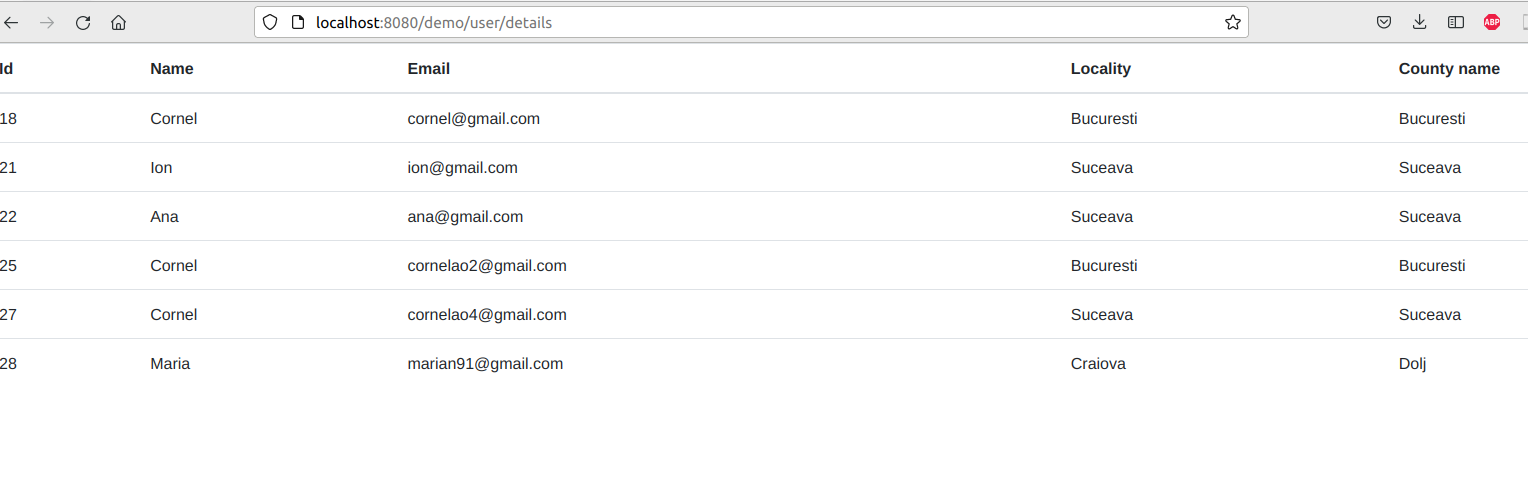 localhost:8080/demo/user/details
ABP
Id Name Email Locality County name
18 Cornel cornel@gmail.com Bucuresti Bucuresti
21 Ion ion@gmail.com Suceava Suceava
22 Ana ana@gmail.com Suceava Suceava
25 Cornel cornelao2@gmail.com Bucuresti Bucuresti
27 Cornel cornelao4@gmail.com Suceava Suceava
28 Maria marian91@gmail.com Craiova Dolj